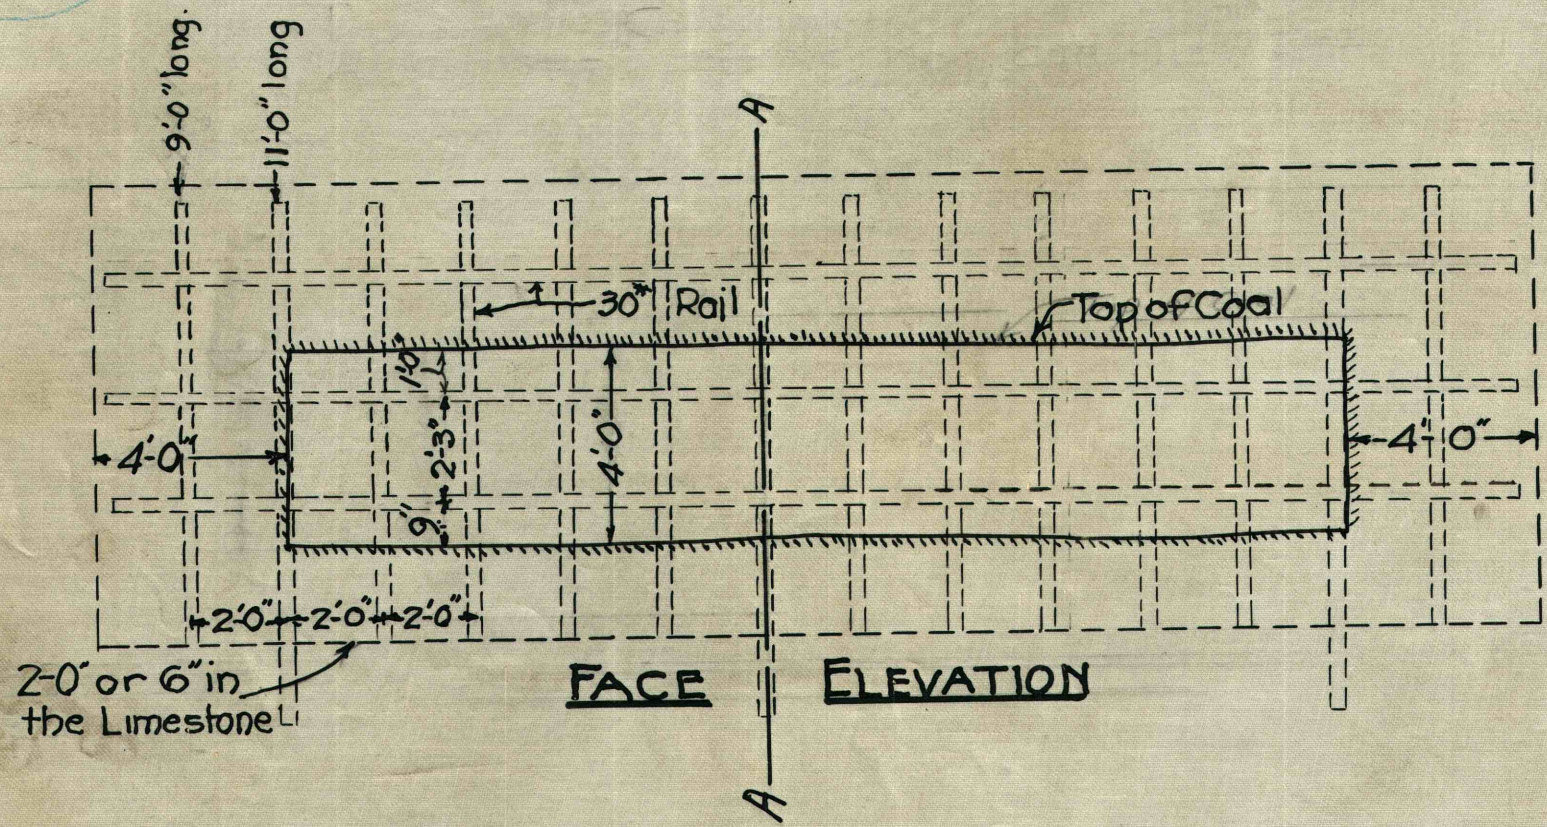 9'-0" long.
11'-0" long
A
30# Rail
Top of Coal
1'-0"
4'-0"
2'-3"
4'-0"
4'-0"
9"
2'-0" 2'-0" 2'-0"
2-0" or 6" in
the Limestone
FACE ELEVATION
A